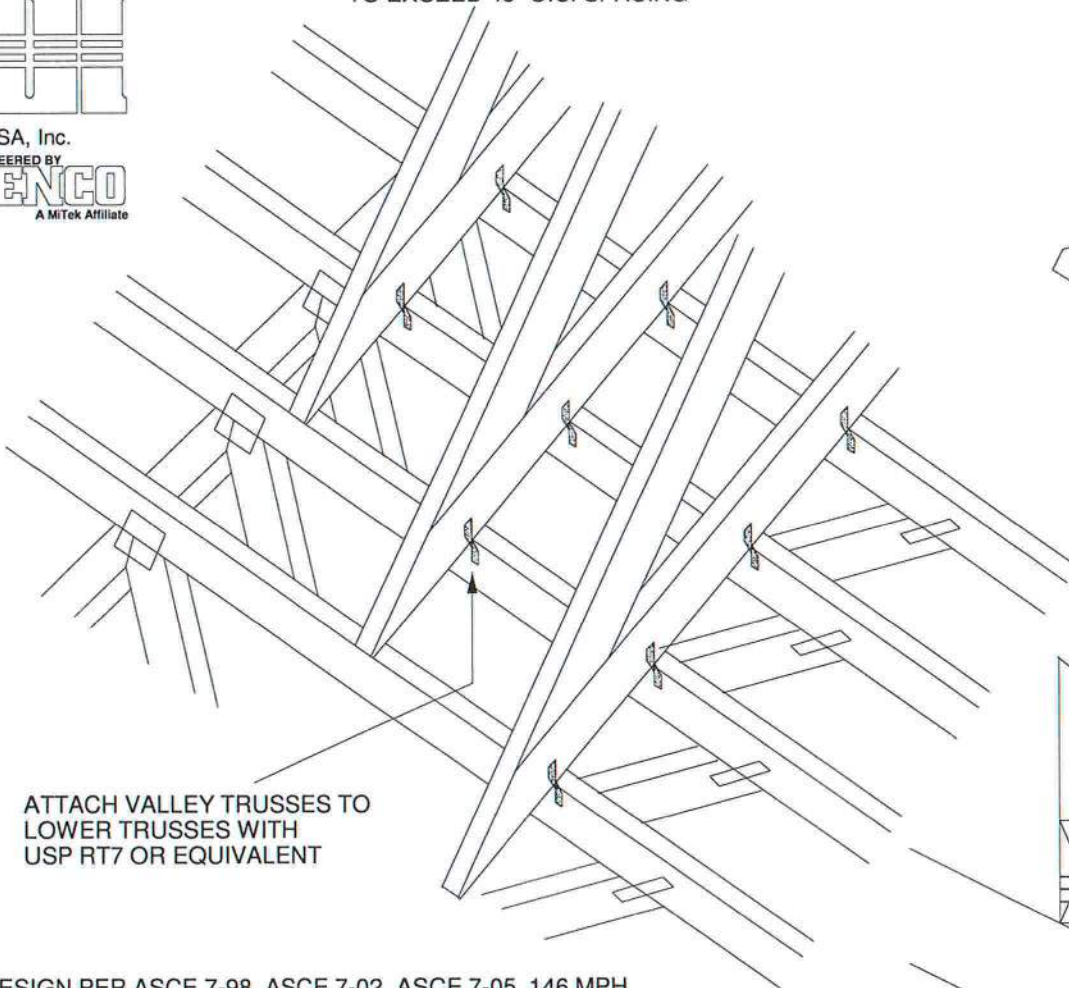 SA, Inc.
EERED BY
ENCO
A MiTek Affiliate
ATTACH VALLEY TRUSSES TO
LOWER TRUSSES WITH
USP RT7 OR EQUIVALENT
ESIGN PER ASCE 7-98, ASCE 7-02, ASCE 7-05 146 MPH